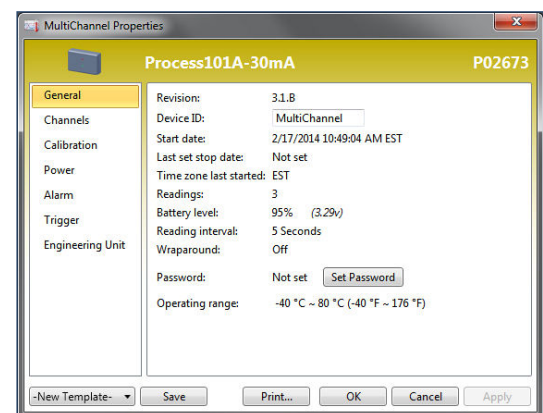 MultiChannel Properties
X
Process101A-30mA P02673
General
Channels
Calibration
Power
Alarm
Trigger
Engineering Unit
Revision: 3.1.B
Device ID: MultiChannel
Start date: 2/17/2014 10:49:04 AM EST
Last set stop date: Not set
Time zone last started: EST
Readings: 3
Battery level: 95% (3.29v)
Reading interval: 5 Seconds
Wraparound: Off
Password: Not set Set Password
Operating range: -40 °C ~ 80 °C (-40 °F ~ 176 °F)
-New Template- Save Print... OK Cancel Apply